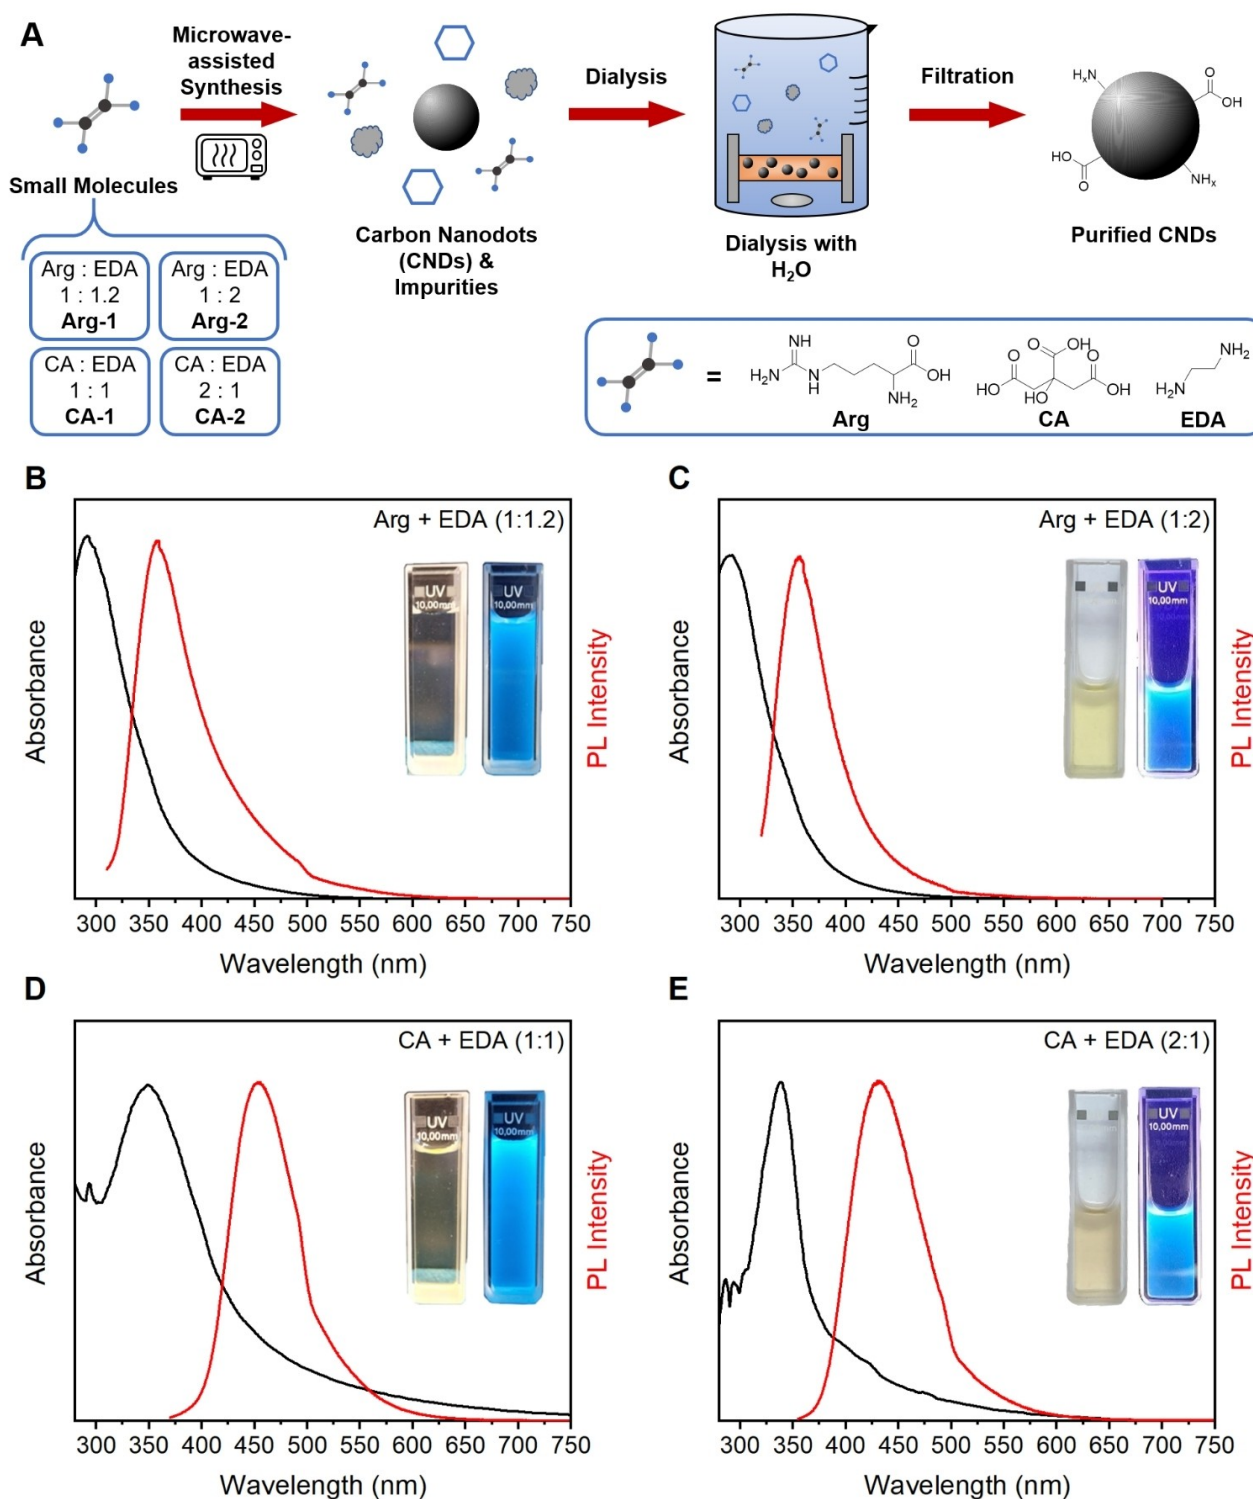 A
Microwave-
assisted
Synthesis
Dialysis
Filtration
Small Molecules
Arg : EDA
1 : 1.2
Arg-1
Arg : EDA
1 : 2
Arg-2
CA : EDA
1 : 1
CA-1
CA : EDA
2 : 1
CA-2
Carbon Nanodots
(CNDs) &
Impurities
Dialysis with
H₂O
HₓN
O
OH
HO
O
NHₓ
Purified CNDs
=
NH
H₂N
N
H
O
OH
NH₂
Arg
O
OH
O
O
HO
HO
OH
CA
NH₂
H₂N
EDA
B
Arg + EDA (1:1.2)
UV
10,00mm
UV
10,00mm
Absorbance
PL Intensity
300 350 400 450 500 550 600 650 700 750
Wavelength (nm)
C
Arg + EDA (1:2)
UV
10,00mm
Absorbance
PL Intensity
300 350 400 450 500 550 600 650 700 750
Wavelength (nm)
D
CA + EDA (1:1)
UV
10,00mm
UV
10,00mm
Absorbance
PL Intensity
300 350 400 450 500 550 600 650 700 750
Wavelength (nm)
E
CA + EDA (2:1)
UV
10,00mm
Absorbance
PL Intensity
300 350 400 450 500 550 600 650 700 750
Wavelength (nm)